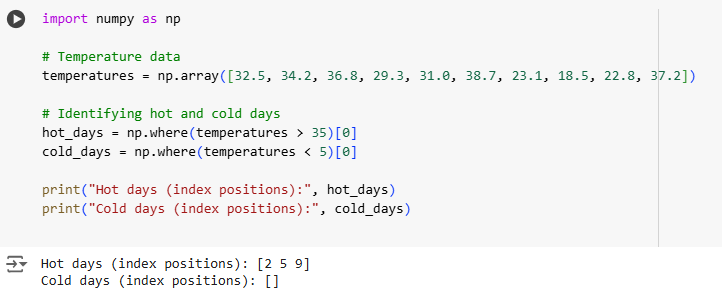 import numpy as np
# Temperature data
temperatures = np.array([32.5, 34.2, 36.8, 29.3, 31.0, 38.7, 23.1, 18.5, 22.8, 37.2])
# Identifying hot and cold days
hot_days = np.where(temperatures > 35)[0]
cold_days = np.where(temperatures < 5)[0]
print("Hot days (index positions):", hot_days)
print("Cold days (index positions):", cold_days)
Hot days (index positions): [2 5 9]
Cold days (index positions): []